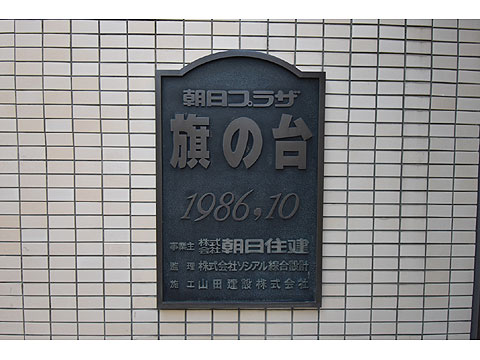 朝日プラザ
旗の台
1986,10
事業主 株式会社 朝日住建
監理 株式会社ソシアル綜合設計
施工 山田建設株式会社